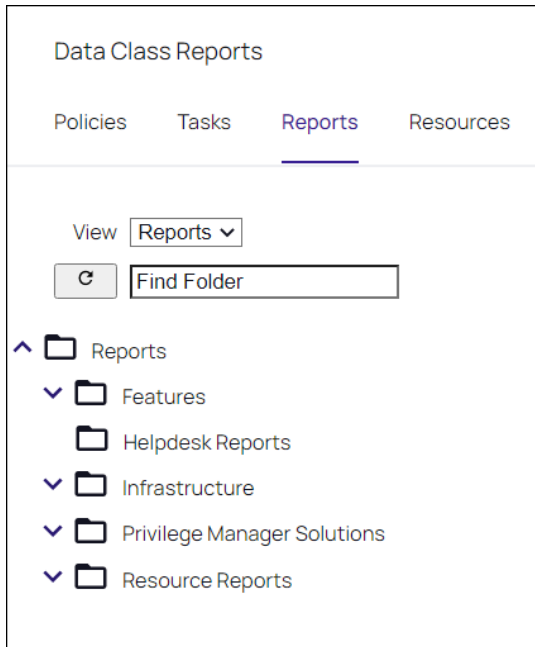 Data Class Reports
Policies Tasks Reports Resources
View Reports
Find Folder
Reports
Features
Helpdesk Reports
Infrastructure
Privilege Manager Solutions
Resource Reports